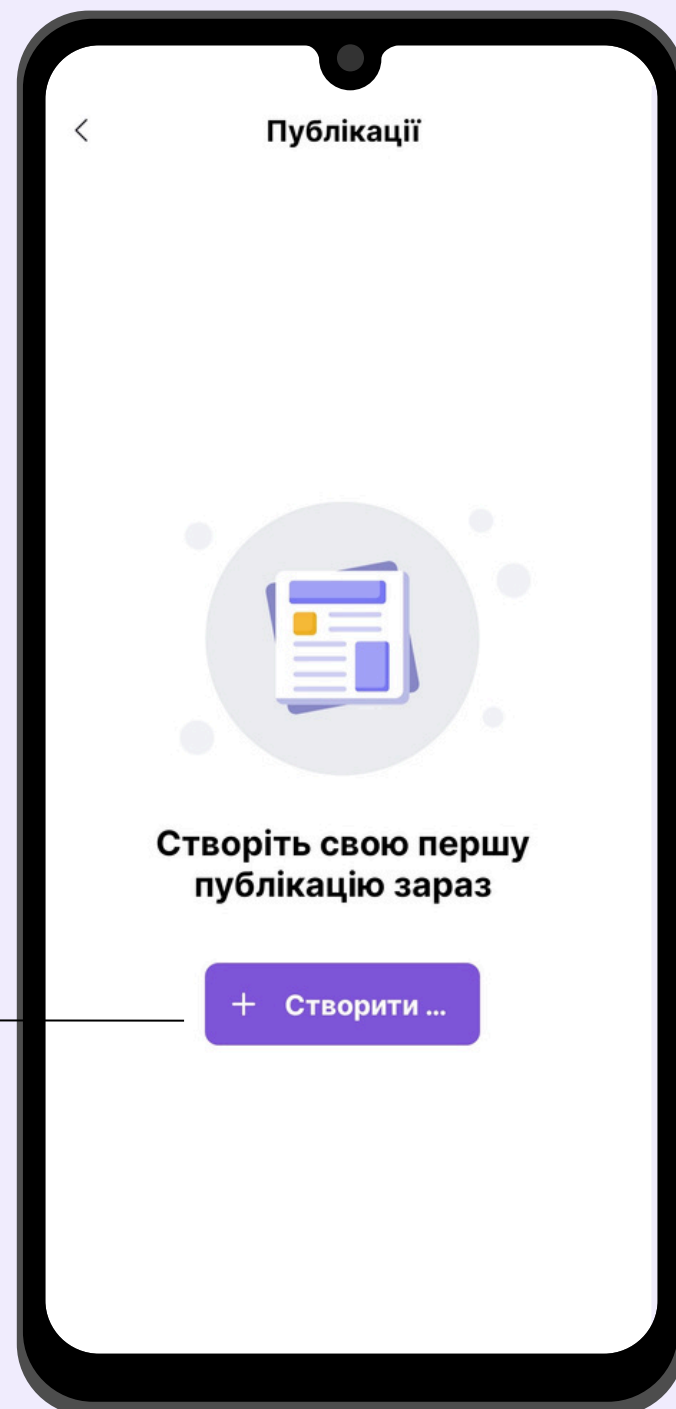 Публікації
Створіть свою першу
публікацію зараз
+ Створити ...